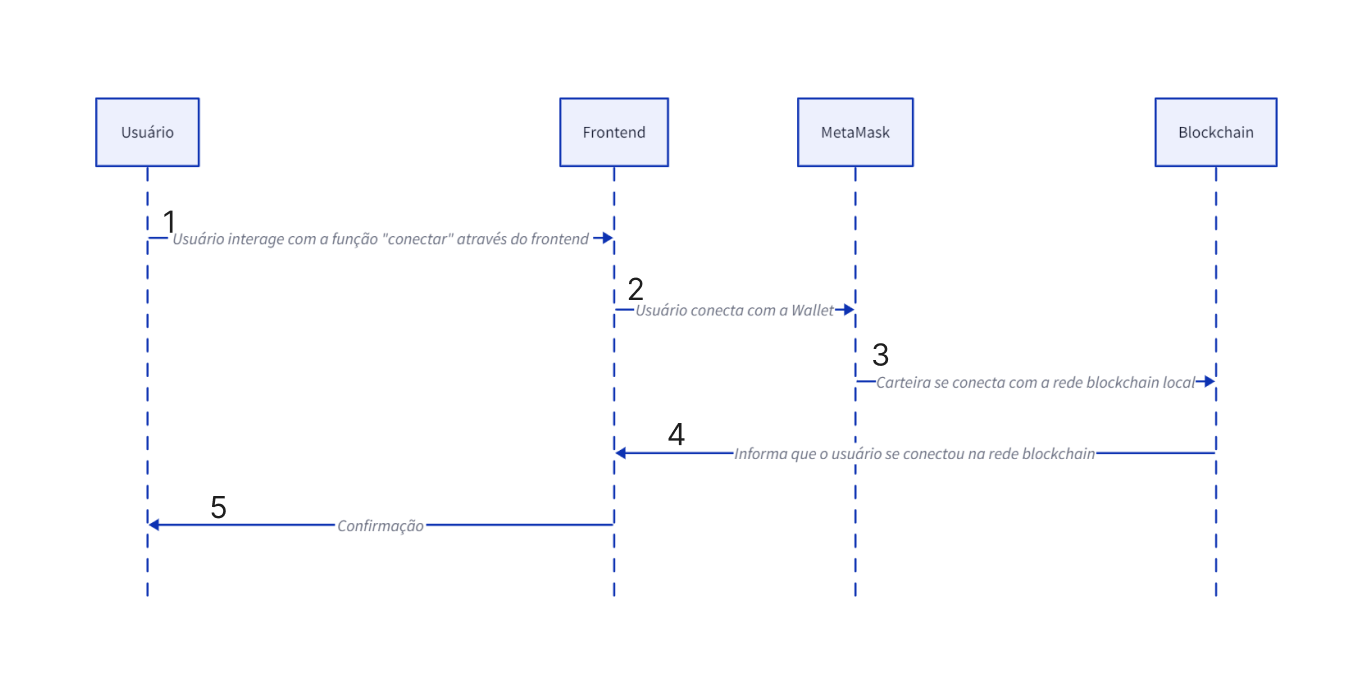 Usuário
Frontend
MetaMask
Blockchain
1
Usuário interage com a função "conectar" através do frontend
2
Usuário conecta com a Wallet
3
Carteira se conecta com a rede blockchain local
4
Informa que o usuário se conectou na rede blockchain
5
Confirmação